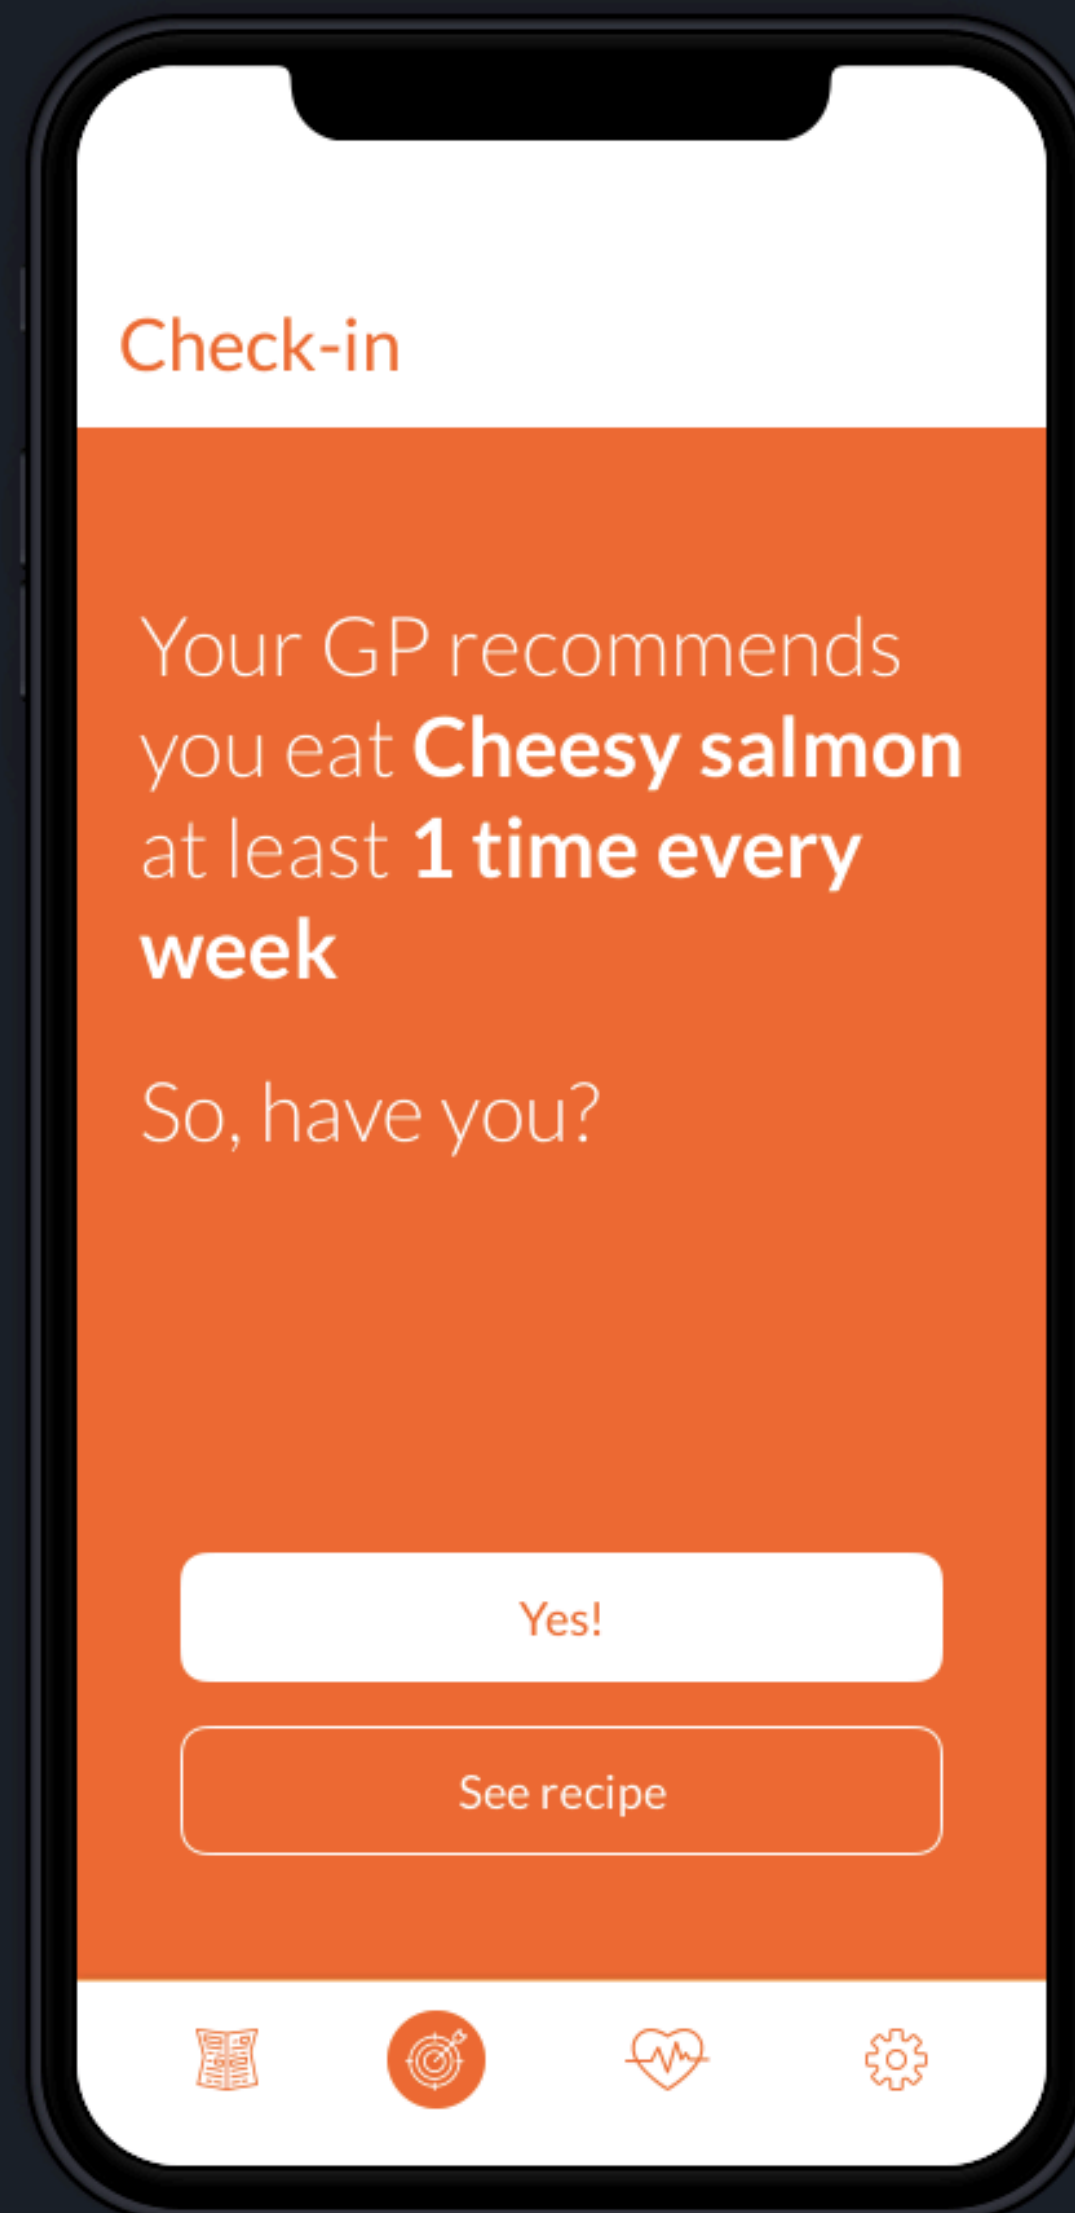 Check-in
Your GP recommends
you eat Cheesy salmon
at least 1 time every
week
So, have you?
Yes!
See recipe